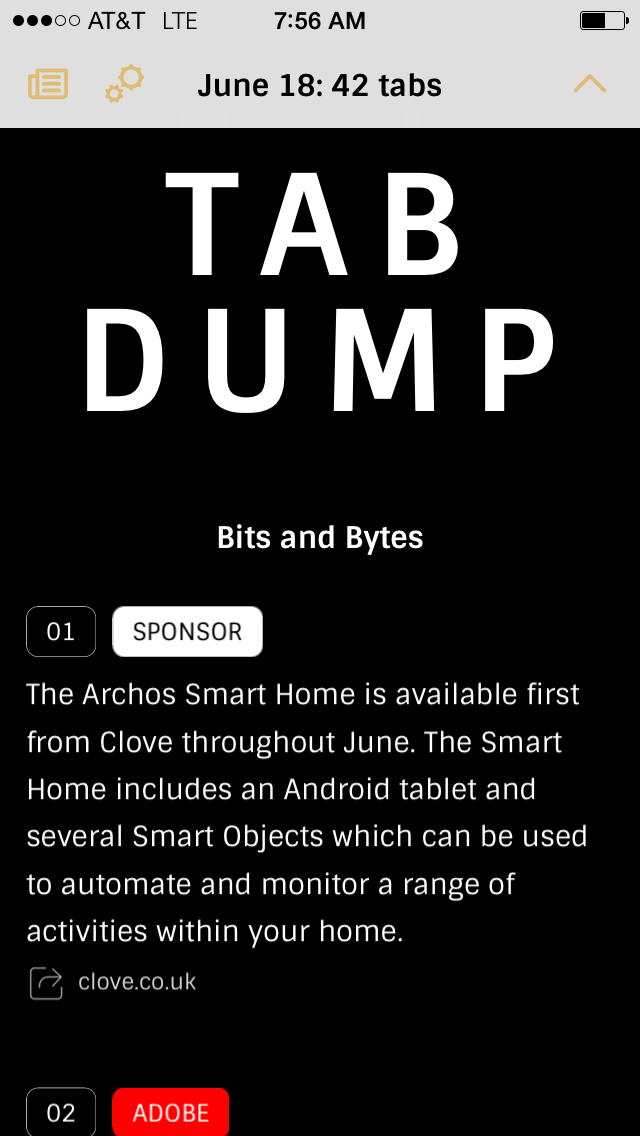 AT&T LTE 7:56 AM
June 18: 42 tabs
TAB
DUMP
Bits and Bytes
01 SPONSOR
The Archos Smart Home is available first
from Clove throughout June. The Smart
Home includes an Android tablet and
several Smart Objects which can be used
to automate and monitor a range of
activities within your home.
clove.co.uk
02 ADOBE